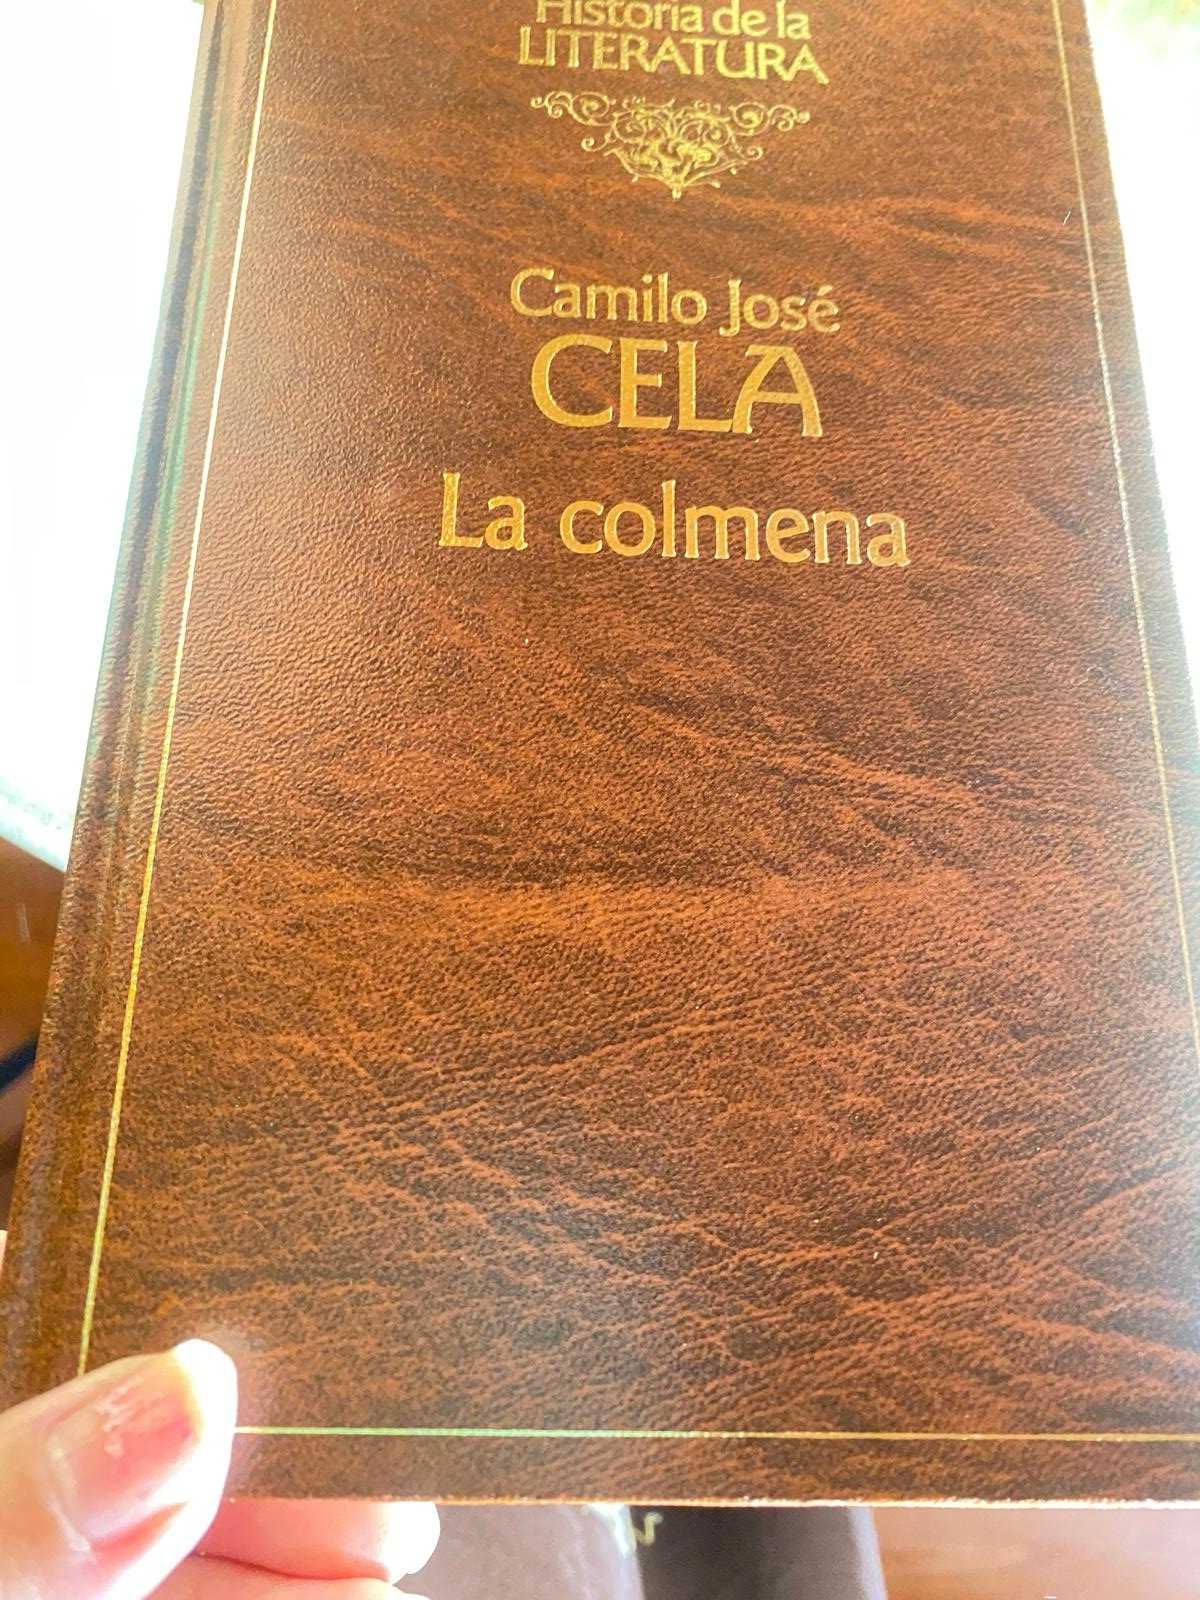 Historia de la
LITERATURA
Camilo José
CELA
La colmena